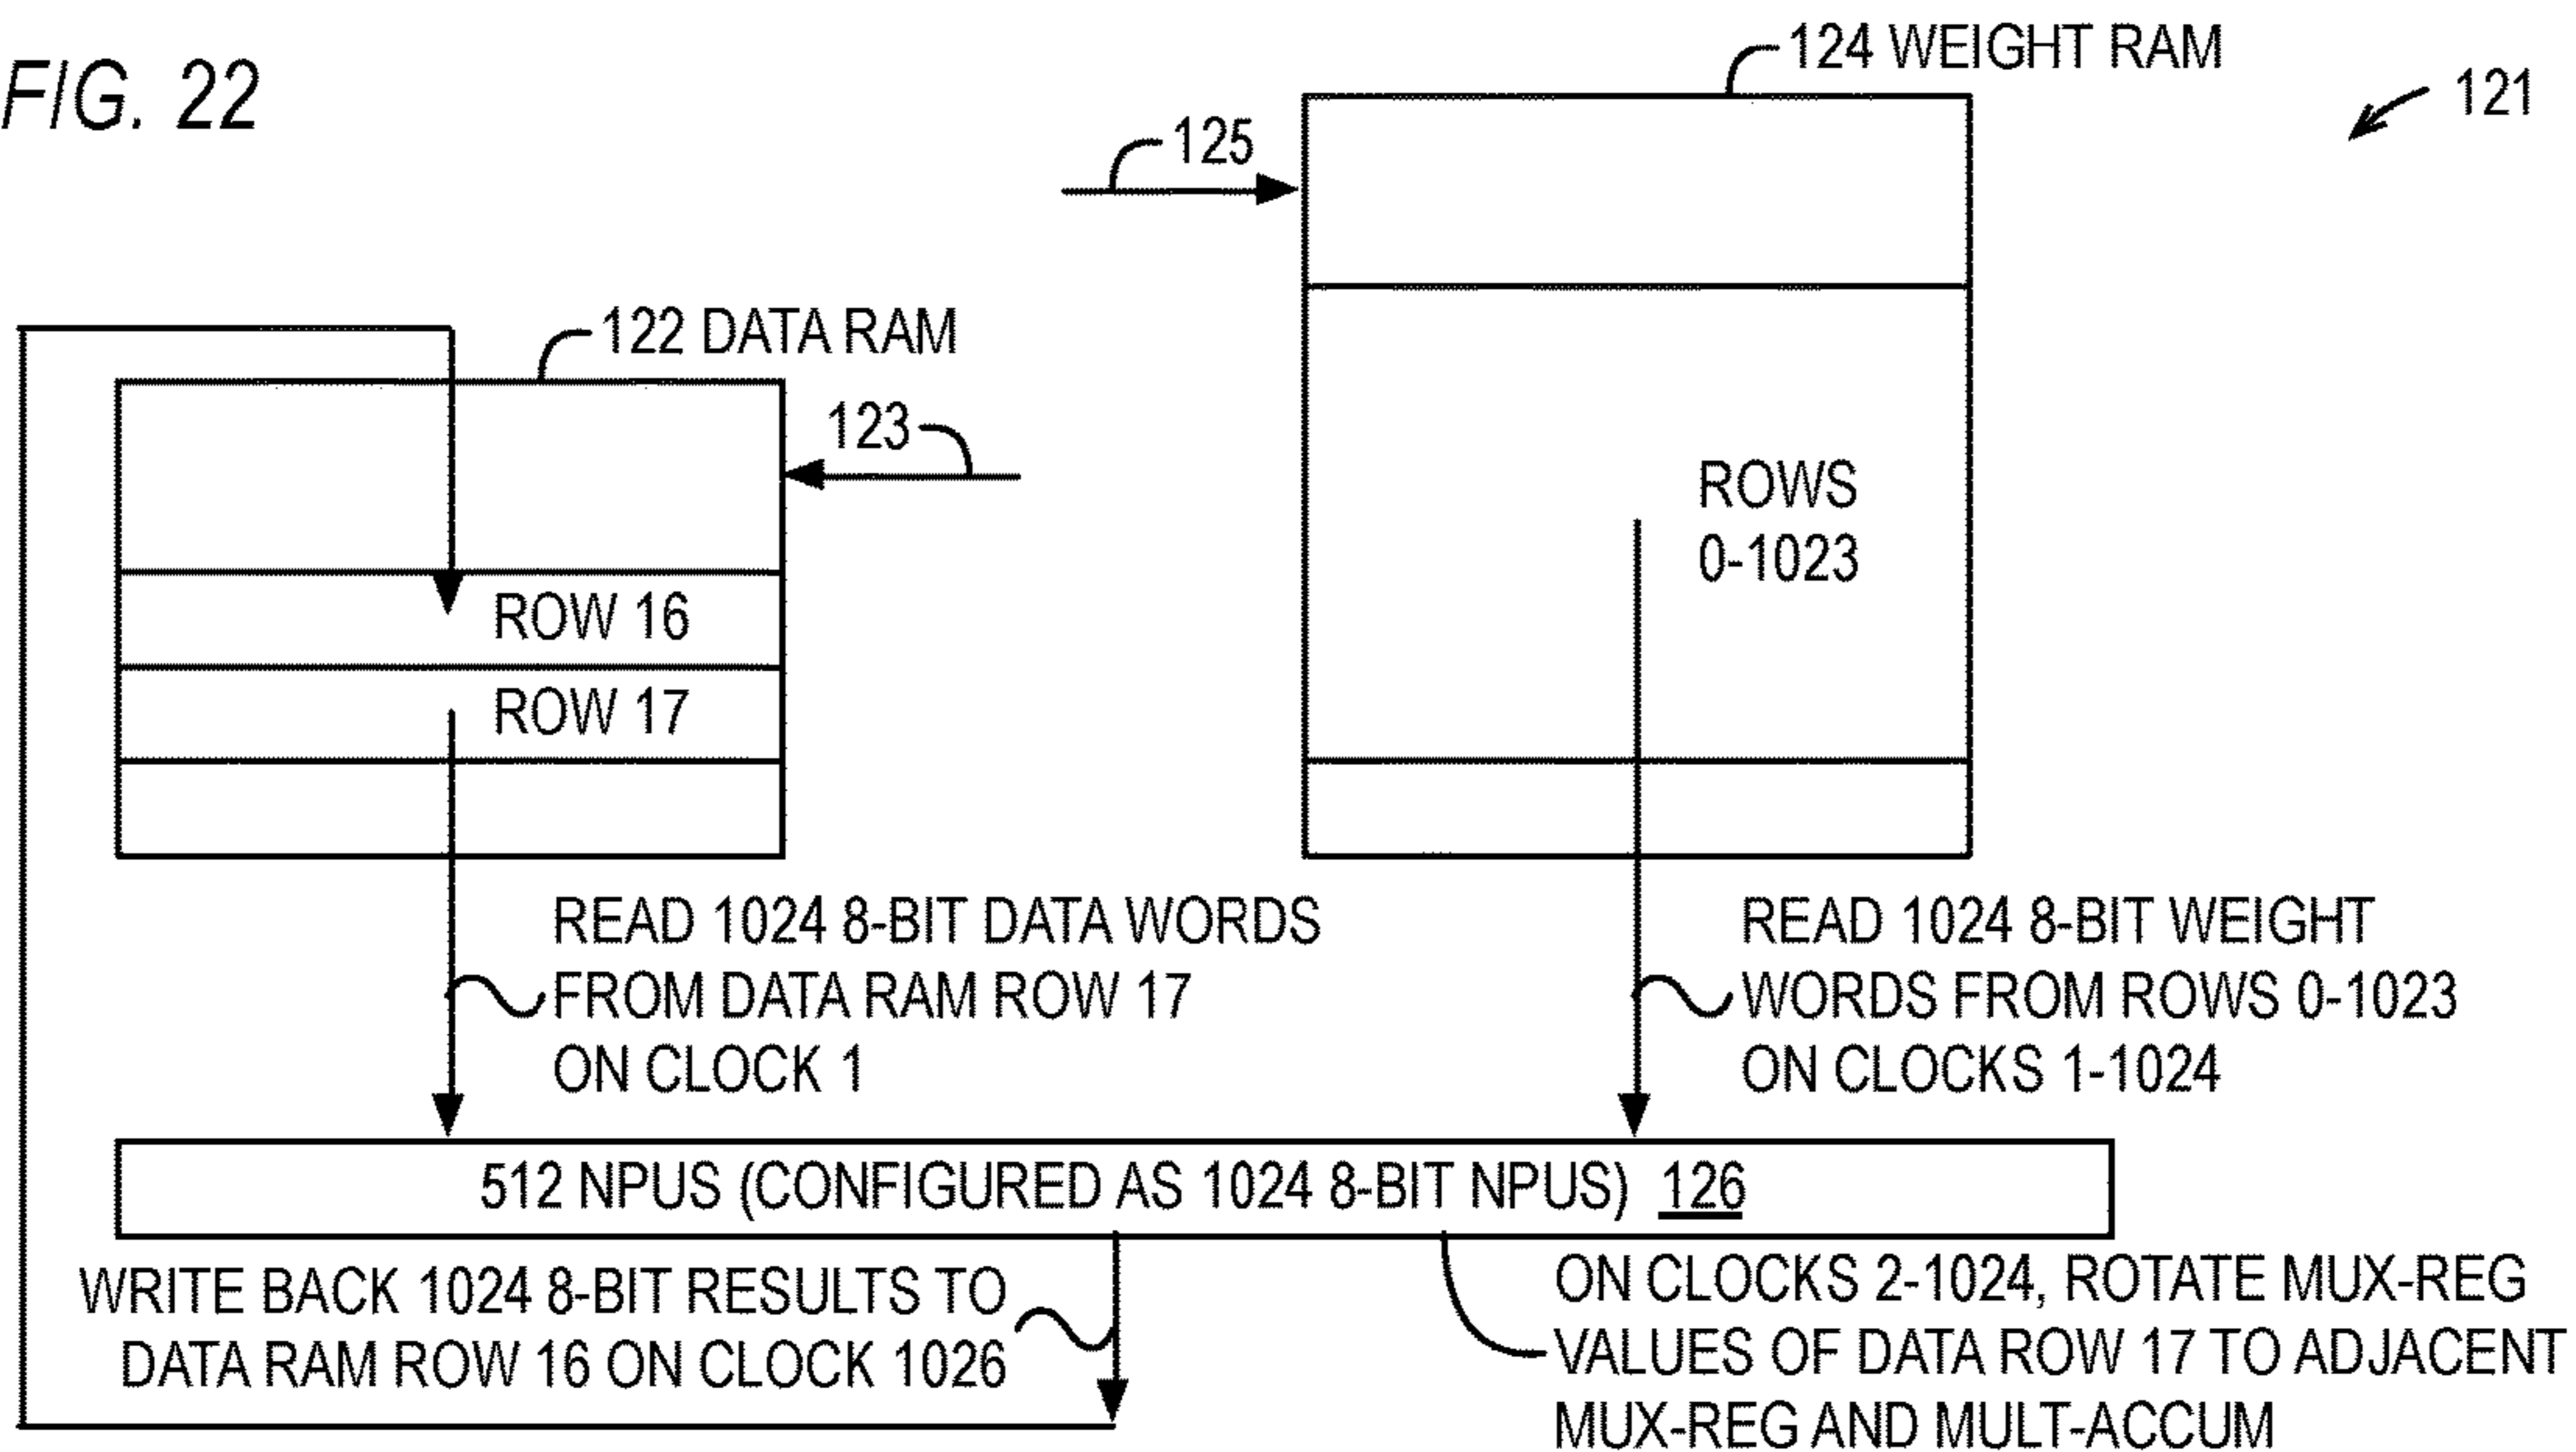 FIG. 22
124 WEIGHT RAM
121
125
122 DATA RAM
123
ROWS
0-1023
ROW 16
ROW 17
READ 1024 8-BIT DATA WORDS
FROM DATA RAM ROW 17
ON CLOCK 1
READ 1024 8-BIT WEIGHT
WORDS FROM ROWS 0-1023
ON CLOCKS 1-1024
512 NPUS (CONFIGURED AS 1024 8-BIT NPUS) 126
WRITE BACK 1024 8-BIT RESULTS TO
DATA RAM ROW 16 ON CLOCK 1026
ON CLOCKS 2-1024, ROTATE MUX-REG
VALUES OF DATA ROW 17 TO ADJACENT
MUX-REG AND MULT-ACCUM